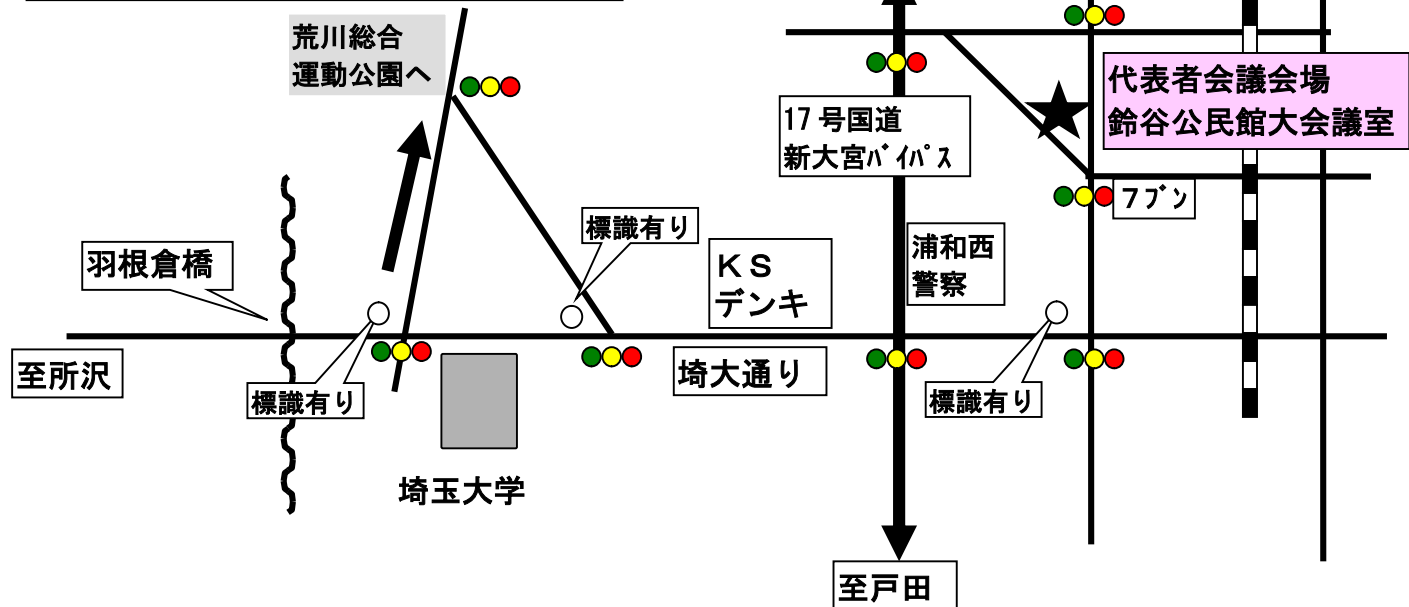 荒川総合
運動公園へ
代表者会議会場
鈴谷公民館大会議室
17号国道
新大宮ﾊﾞｲﾊﾟｽ
7ブン
標識有り
羽根倉橋
KS
デンキ
浦和西
警察
至所沢
標識有り
埼大通り
標識有り
埼玉大学
至戸田